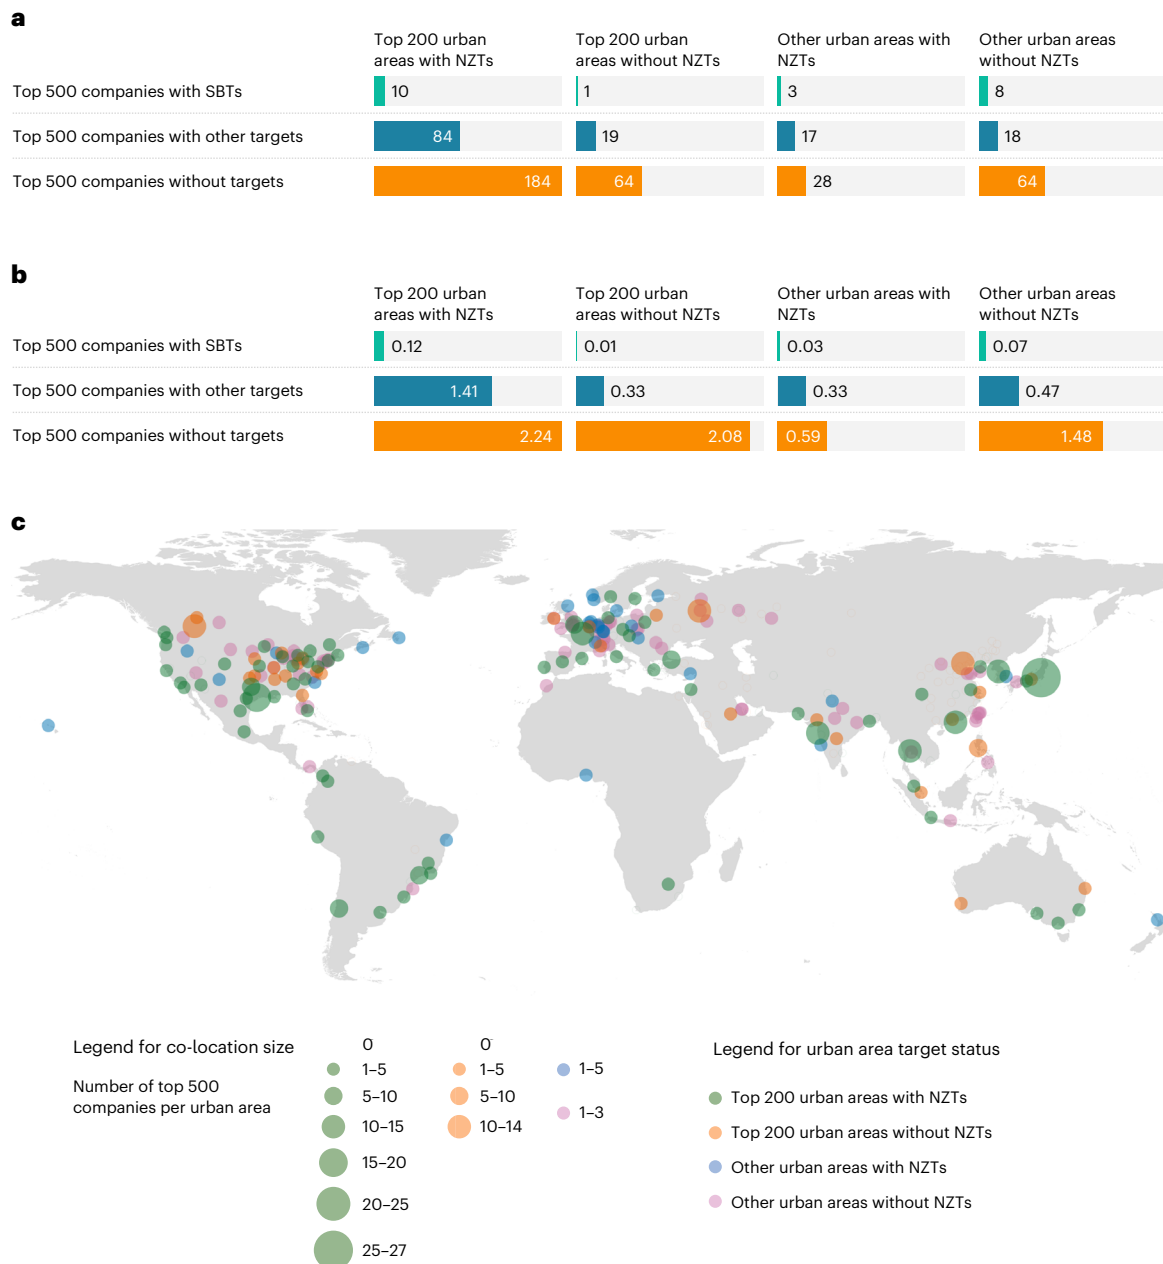 a
Top 200 urban
areas with NZTs
Top 200 urban
areas without NZTs
Other urban areas with
NZTs
Other urban areas
without NZTs
Top 500 companies with SBTs
10
1
3
8
Top 500 companies with other targets
84
19
17
18
Top 500 companies without targets
184
64
28
64
b
Top 200 urban
areas with NZTs
Top 200 urban
areas without NZTs
Other urban areas with
NZTs
Other urban areas
without NZTs
Top 500 companies with SBTs
0.12
0.01
0.03
0.07
Top 500 companies with other targets
1.41
0.33
0.33
0.47
Top 500 companies without targets
2.24
2.08
0.59
1.48
c
Legend for co-location size
Number of top 500
companies per urban area
0
1–5
5–10
10–15
15–20
20–25
25–27
0
1–5
5–10
10–14
1–5
1–3
Legend for urban area target status
Top 200 urban areas with NZTs
Top 200 urban areas without NZTs
Other urban areas with NZTs
Other urban areas without NZTs